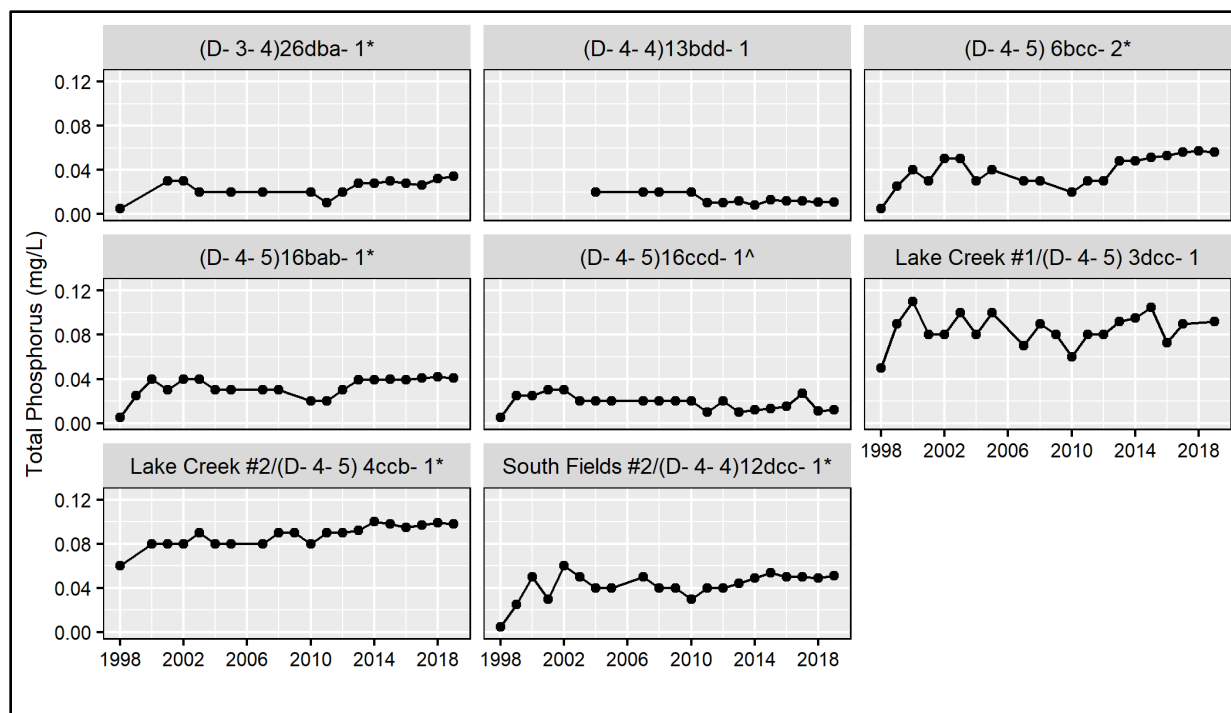 (D- 3- 4)26dba- 1*
(D- 4- 4)13bdd- 1
(D- 4- 5) 6bcc- 2*
0.12
0.08
0.04
0.00
(D- 4- 5)16bab- 1*
(D- 4- 5)16ccd- 1^
Lake Creek #1/(D- 4- 5) 3dcc- 1
0.12
0.08
0.04
0.00
1998 2002 2006 2010 2014 2018
Lake Creek #2/(D- 4- 5) 4ccb- 1*
South Fields #2/(D- 4- 4)12dcc- 1*
0.12
0.08
0.04
0.00
1998 2002 2006 2010 2014 2018
1998 2002 2006 2010 2014 2018
Total Phosphorus (mg/L)